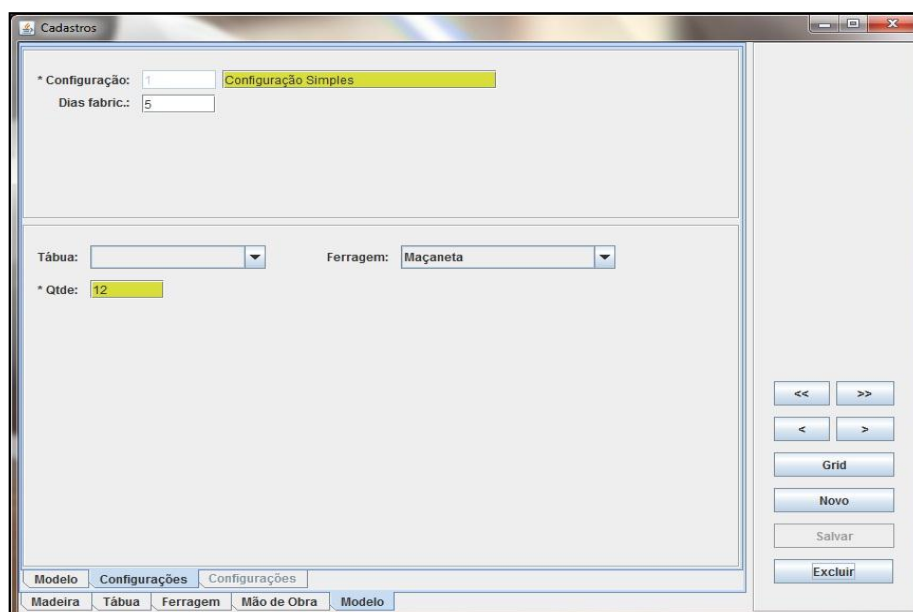 Cadastros
* Configuração: 1 Configuração Simples
Dias fabric.: 5
Tábua: Ferragem: Maçaneta
* Qtde: 12
<< >>
< >
Grid
Novo
Salvar
Excluir
Modelo Configurações Configurações
Madeira Tábua Ferragem Mão de Obra Modelo